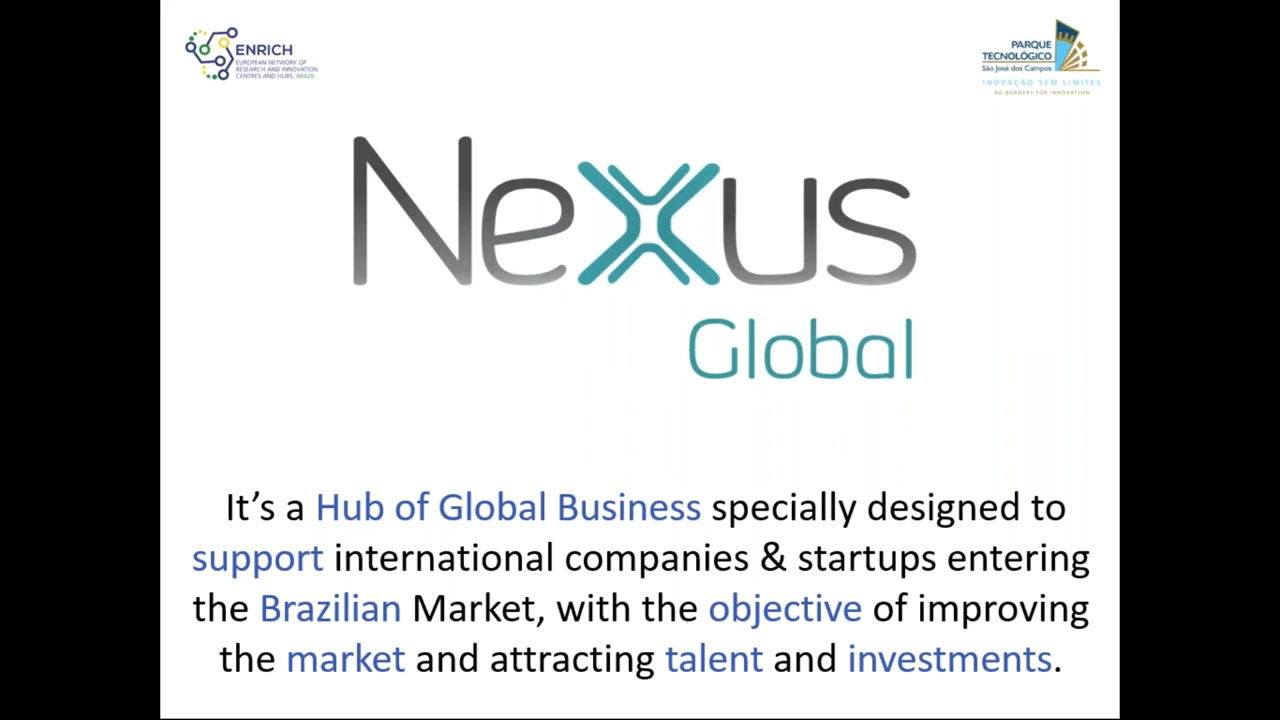 ENRICH
EUROPEAN NETWORK OF
RESEARCH AND INNOVATION
CENTRES AND HUBS, BRAZIL
PARQUE
TECNOLÓGICO
São José dos Campos
INOVAÇÃO SEM LIMITES
NO BORDERS FOR INNOVATION
Nexus
Global
It’s a Hub of Global Business specially designed to
support international companies & startups entering
the Brazilian Market, with the objective of improving
the market and attracting talent and investments.